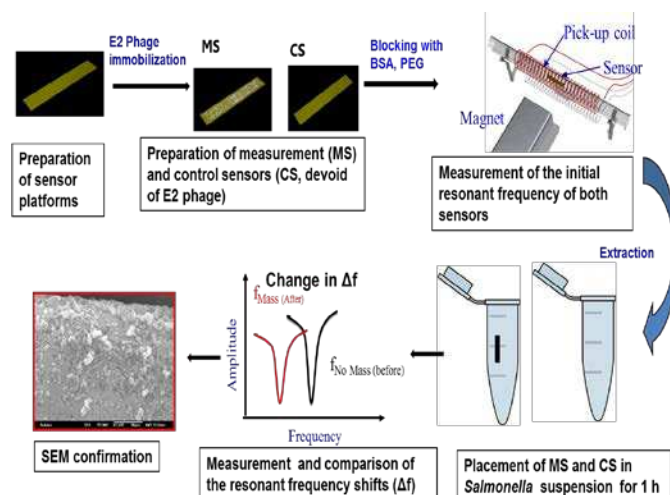 E2 Phage
immobilization
MS
CS
Blocking with
BSA, PEG
Pick-up coil
Sensor
Magnet
Preparation
of sensor
platforms
Preparation of measurement (MS)
and control sensors (CS, devoid
of E2 phage)
Measurement of the initial
resonant frequency of both
sensors
Extraction
Change in Δf
fMass (After)
fNo Mass (before)
Amplitude
Frequency
SEM confirmation
Measurement and comparison of
the resonant frequency shifts (Δf)
Placement of MS and CS in
Salmonella suspension for 1 h